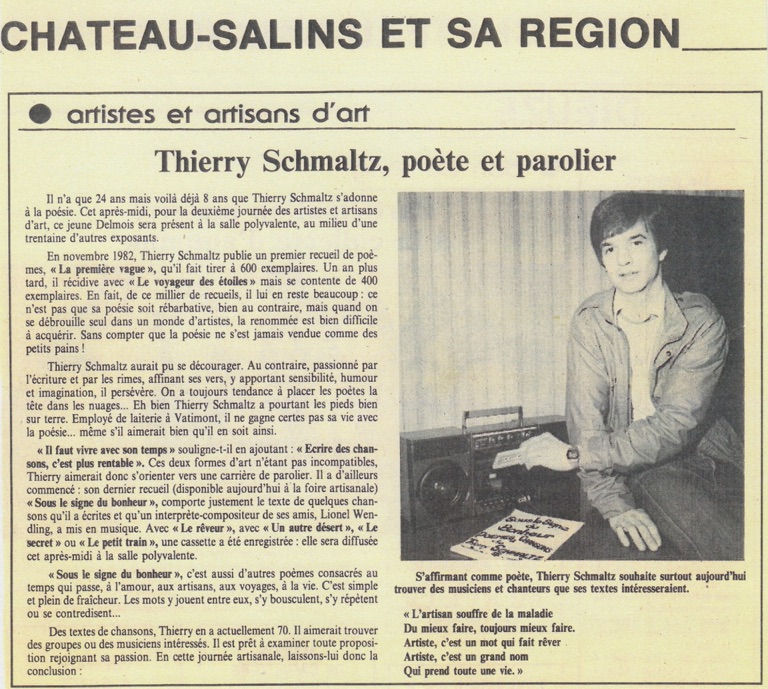 CHATEAU-SALINS ET SA REGION
● artistes et artisans d'art
Thierry Schmaltz, poète et parolier
Il n'a que 24 ans mais voilà déjà 8 ans que Thierry Schmaltz s'adonne
à la poésie. Cet après-midi, pour la deuxième journée des artistes et artisans
d'art, ce jeune Delmois sera présent à la salle polyvalente, au milieu d'une
trentaine d'autres exposants.
En novembre 1982, Thierry Schmaltz publie un premier recueil de poè-
mes, « La première vague », qu'il fait tirer à 600 exemplaires. Un an plus
tard, il récidive avec « Le voyageur des étoiles » mais se contente de 400
exemplaires. En fait, de ce millier de recueils, il lui en reste beaucoup : ce
n'est pas que sa poésie soit rébarbative, bien au contraire, mais quand on
se débrouille seul dans un monde d'artistes, la renommée est bien difficile
à acquérir. Sans compter que la poésie ne s'est jamais vendue comme des
petits pains !
Thierry Schmaltz aurait pu se décourager. Au contraire, passionné par
l'écriture et par les rimes, affinant ses vers, y apportant sensibilité, humour
et imagination, il persévère. On a toujours tendance à placer les poètes la
tête dans les nuages... Eh bien Thierry Schmaltz a pourtant les pieds bien
sur terre. Employé de laiterie à Vatimont, il ne gagne certes pas sa vie avec
la poésie... même s'il aimerait bien qu'il en soit ainsi.
« Il faut vivre avec son temps » souligne-t-il en ajoutant : « Ecrire des chan-
sons, c'est plus rentable ». Ces deux formes d'art n'étant pas incompatibles,
Thierry aimerait donc s'orienter vers une carrière de parolier. Il a d'ailleurs
commencé : son dernier recueil (disponible aujourd'hui à la foire artisanale)
« Sous le signe du bonheur », comporte justement le texte de quelques chan-
sons qu'il a écrites et qu'un interprète-compositeur de ses amis, Lionel Wen-
dling, a mis en musique. Avec « Le rêveur », avec « Un autre désert », « Le
secret » ou « Le petit train », une cassette a été enregistrée : elle sera diffusée
cet après-midi à la salle polyvalente.
« Sous le signe du bonheur », c'est aussi d'autres poèmes consacrés au
temps qui passe, à l'amour, aux artisans, aux voyages, à la vie. C'est simple
et plein de fraîcheur. Les mots y jouent entre eux, s'y bousculent, s'y répètent
ou se contredisent...
Des textes de chansons, Thierry en a actuellement 70. Il aimerait trouver
des groupes ou des musiciens intéressés. Il est prêt à examiner toute proposi-
tion rejoignant sa passion. En cette journée artisanale, laissons-lui donc la
conclusion :
Sous le Signe
du
Bonheur
S'affirmant comme poète, Thierry Schmaltz souhaite surtout aujourd'hui
trouver des musiciens et chanteurs que ses textes intéresseraient.
« L'artisan souffre de la maladie
Du mieux faire, toujours mieux faire.
Artiste, c'est un mot qui fait rêver
Artiste, c'est un grand nom
Qui prend toute une vie. »